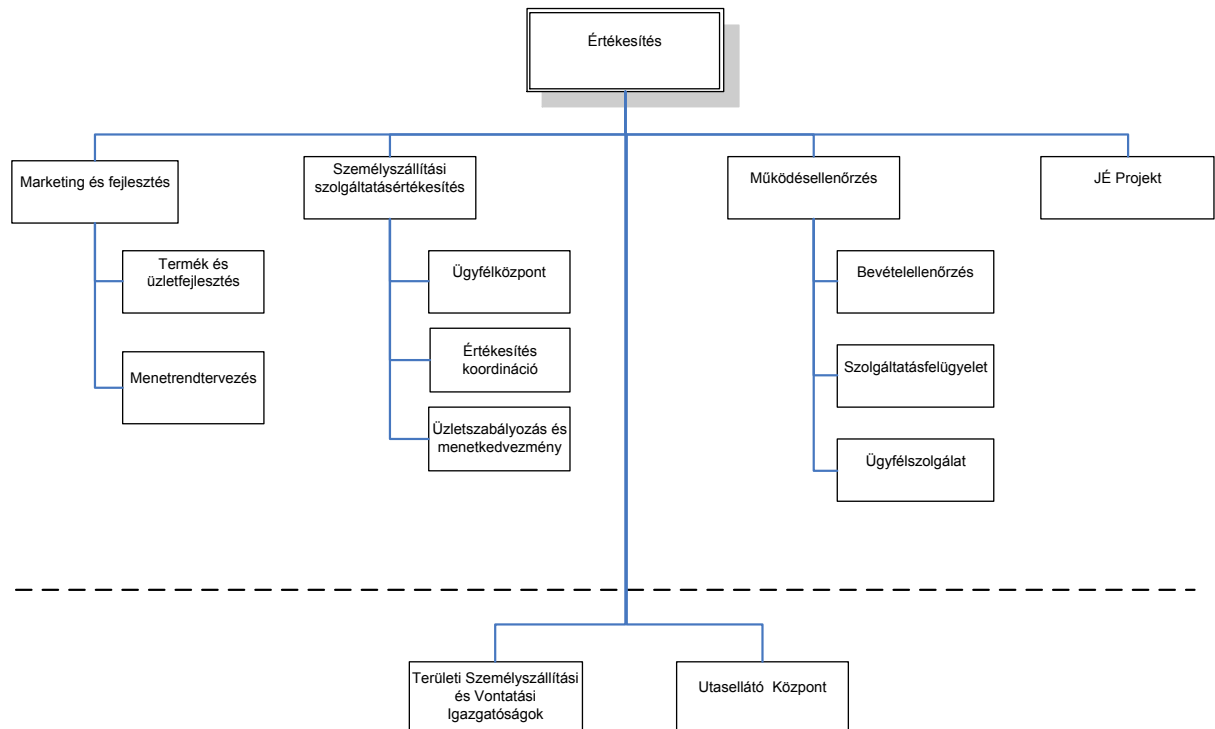 Értékesítés
Marketing és fejlesztés
Személyszállítási
szolgáltatásértékesítés
Működésellenőrzés
JÉ Projekt
Termék és
üzletfejlesztés
Menetrendtervezés
Ügyfélközpont
Értékesítés
koordináció
Üzletszabályozás és
menetkedvezmény
Bevételellenőrzés
Szolgáltatásfelügyelet
Ügyfélszolgálat
Területi Személyszállítási
és Vontatási
Igazgatóságok
Utasellátó Központ